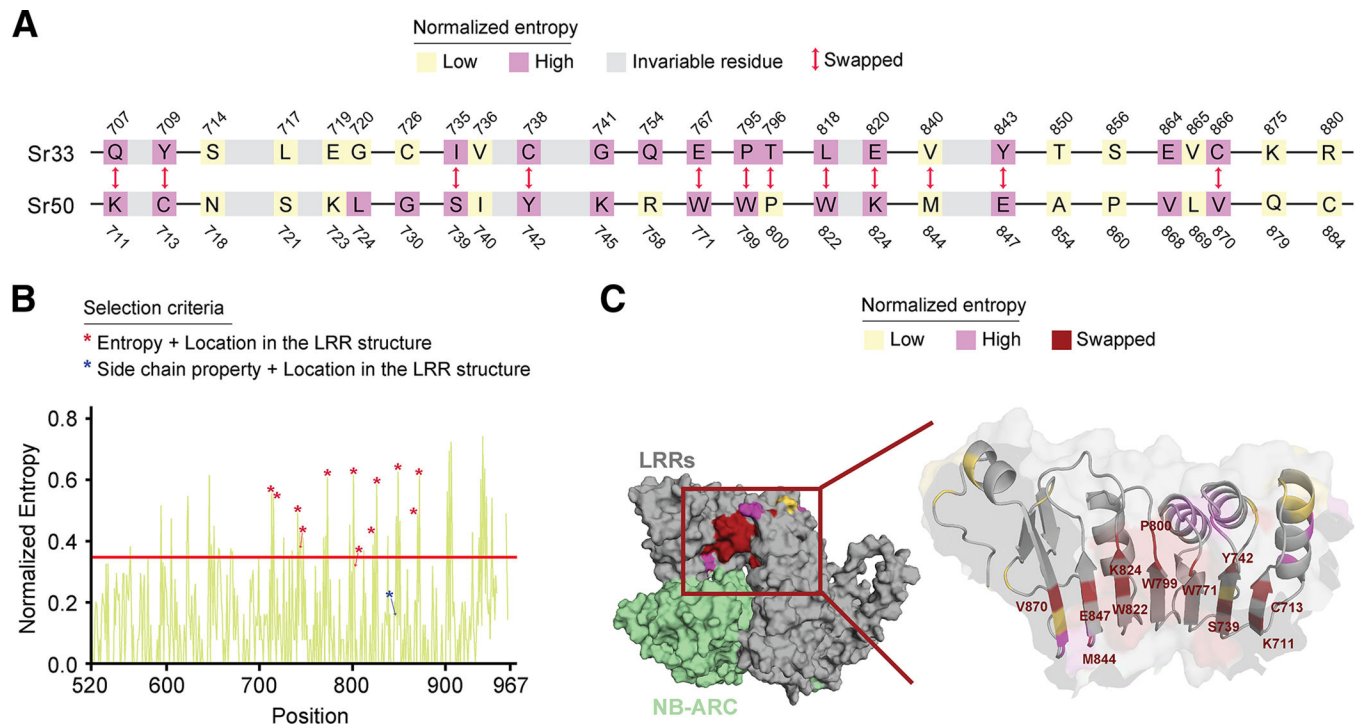 A
Normalized entropy
Low High Invariable residue Swapped
707 709 714 717 719 720 726 735 736 738 741 754 767 795 796 818 820 840 843 850 856 864 865 866 875 880
Sr33 Q Y S L E G C I V C G Q E P T L E V Y T S E V C K R
Sr50 K C N S K L G S I Y K R W W P W K M E A P V L V Q C
711 713 718 721 723 724 730 739 740 742 745 758 771 799 800 822 824 844 847 854 860 868 869 870 879 884
B
Selection criteria
* Entropy + Location in the LRR structure
* Side chain property + Location in the LRR structure
Normalized Entropy
0.8
0.6
0.4
0.2
0.0
520 600 700 800 900 967
Position
C
Normalized entropy
Low High Swapped
LRRs
NB-ARC
P800
Y742
K824
W799
W771
V870
E847
W822
C713
S739
K711
M844